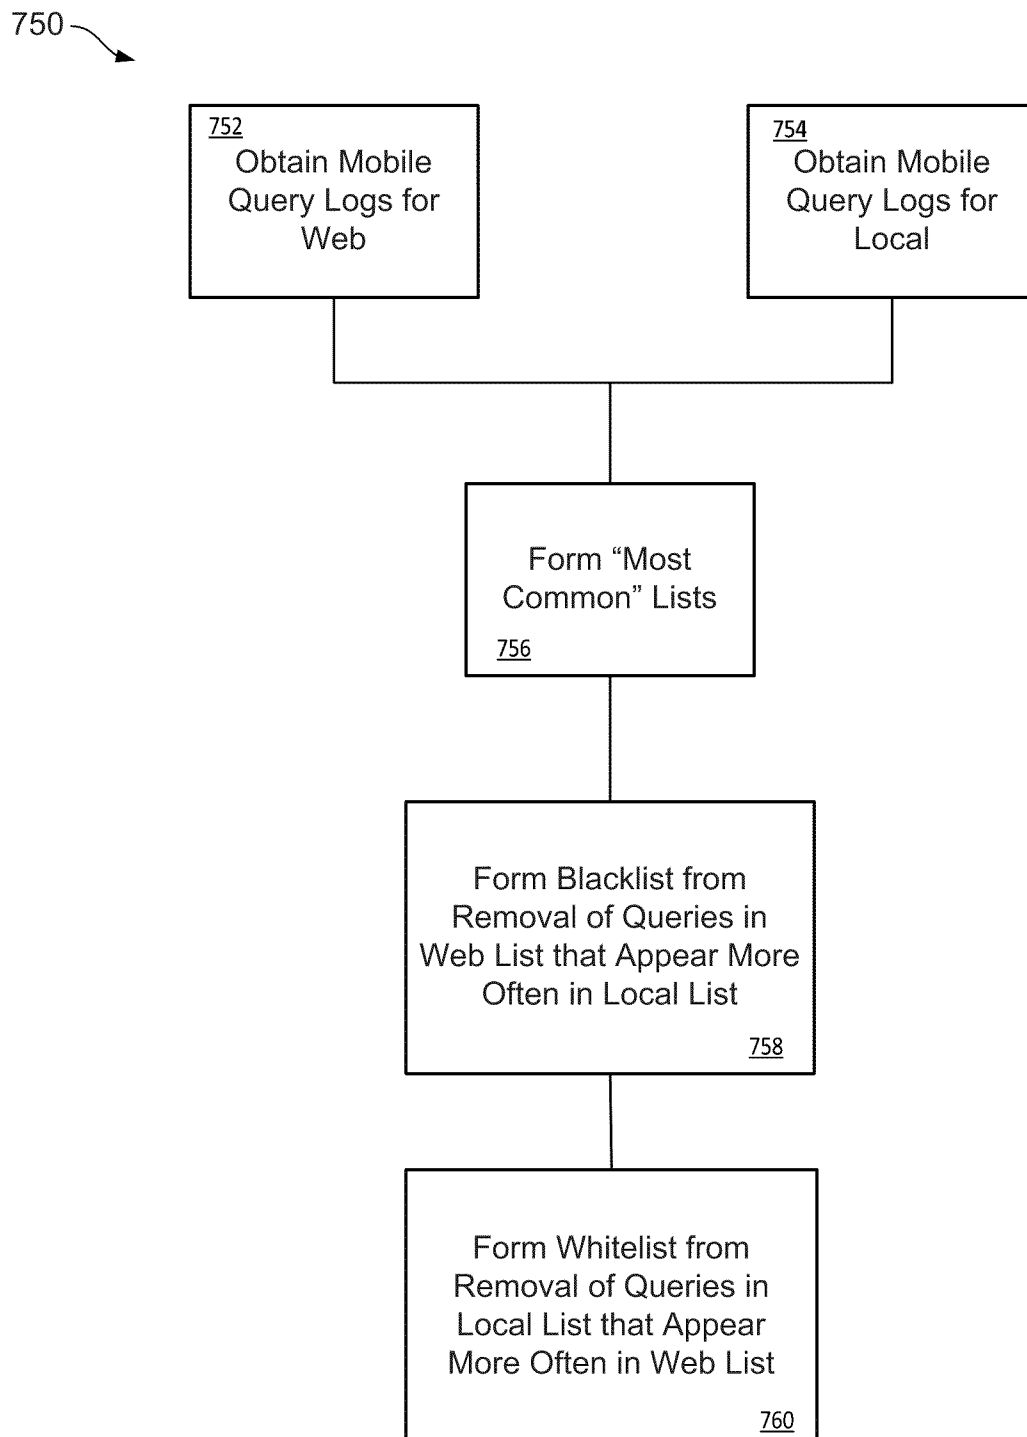 750
752
Obtain Mobile
Query Logs for
Web
754
Obtain Mobile
Query Logs for
Local
Form “Most
Common” Lists
756
Form Blacklist from
Removal of Queries in
Web List that Appear More
Often in Local List
758
Form Whitelist from
Removal of Queries in
Local List that Appear
More Often in Web List
760